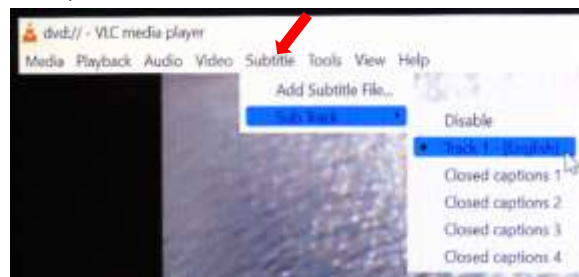 dvd:// - VLC media player
Media Playback Audio Video Subtitle Tools View Help
Add Subtitle File...
Sub Track
Disable
Track 1 - [English]
Closed captions 1
Closed captions 2
Closed captions 3
Closed captions 4